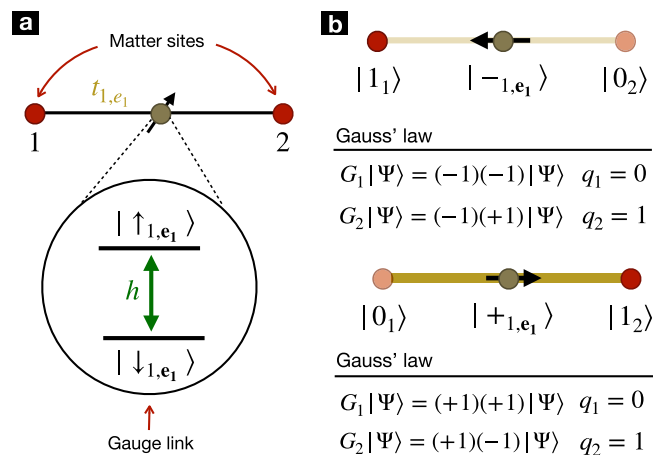 a
Matter sites
t_{1,e_1}
1
2
| ↑_{1,e_1} ⟩
h
| ↓_{1,e_1} ⟩
Gauge link
b
| 1_1 ⟩ | −_{1,e_1} ⟩ | 0_2 ⟩
Gauss' law
G_1 | Ψ⟩ = (−1)(−1) | Ψ⟩ q_1 = 0
G_2 | Ψ⟩ = (−1)(+1) | Ψ⟩ q_2 = 1
| 0_1 ⟩ | +_{1,e_1} ⟩ | 1_2 ⟩
Gauss' law
G_1 | Ψ⟩ = (+1)(+1) | Ψ⟩ q_1 = 0
G_2 | Ψ⟩ = (+1)(−1) | Ψ⟩ q_2 = 1